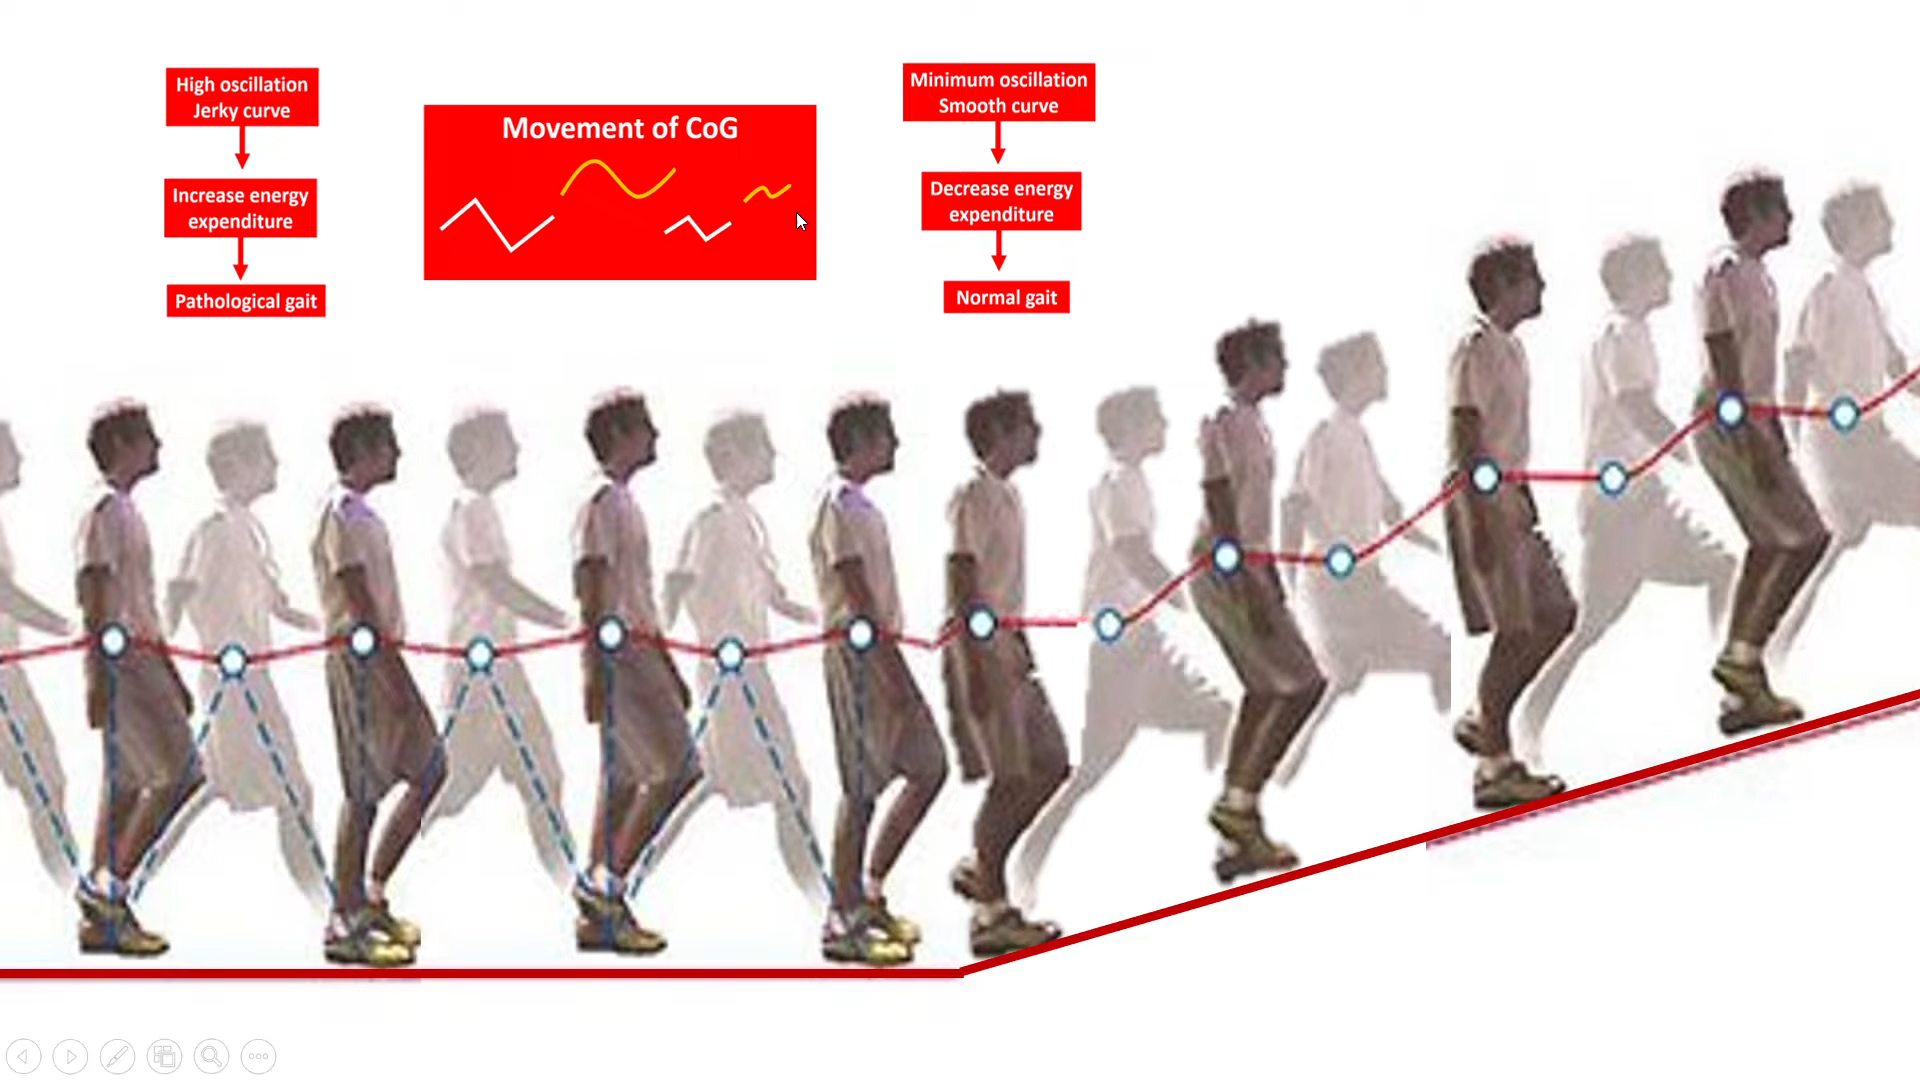 High oscillation
Jerky curve
Increase energy
expenditure
Pathological gait
Movement of CoG
Minimum oscillation
Smooth curve
Decrease energy
expenditure
Normal gait